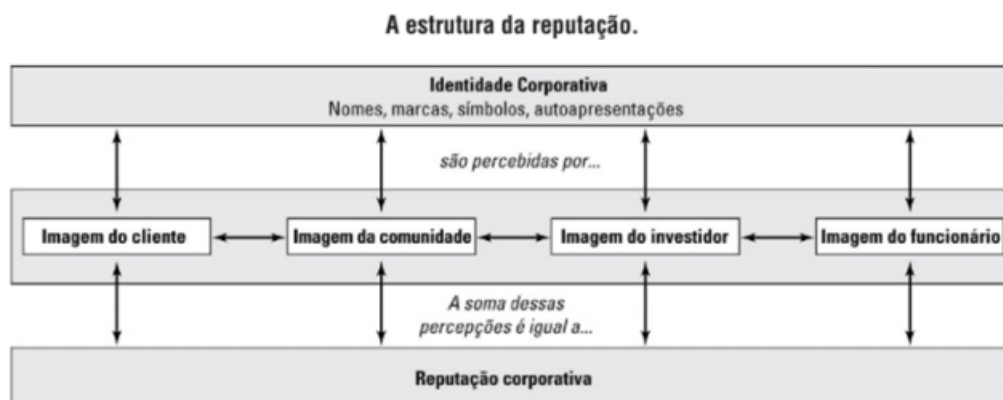 A estrutura da reputação.
Identidade Corporativa
Nomes, marcas, símbolos, autoapresentações
são percebidas por...
Imagem do cliente
Imagem da comunidade
Imagem do investidor
Imagem do funcionário
A soma dessas
percepções é igual a...
Reputação corporativa